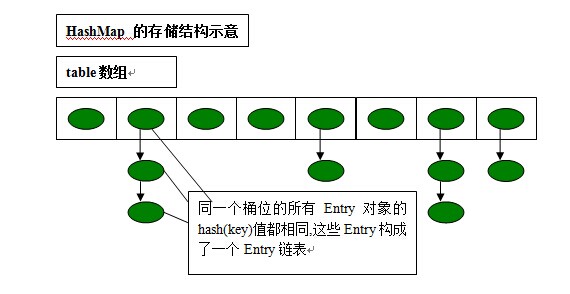 HashMap 的存储结构示意
table 数组↵
同一个桶位的所有 Entry 对象的
hash(key)值都相同,这些 Entry 构成
了一个 Entry 链表↵